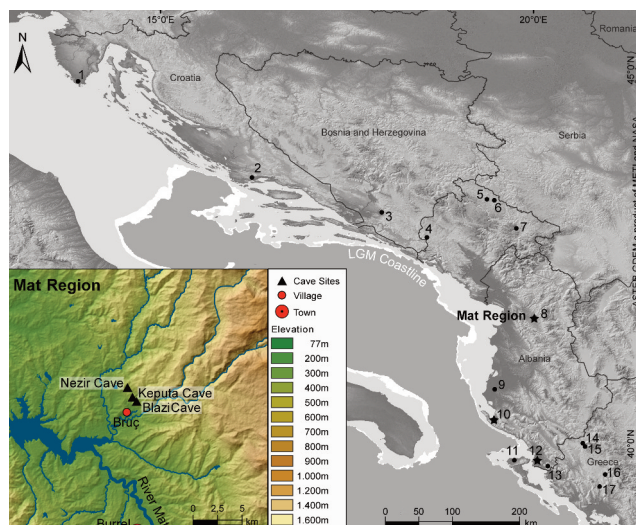 15°0'E
20°0'E
Romania
N
45°0'N
1
Croatia
Bosnia and Herzegovina
Serbia
2
3
4
5
6
7
LGM Coastline
Mat Region
8
Albania
9
10
11
12
13
14
15
Greece
16
17
40°0'N
0
50
100
200
km
Mat Region
Nezir Cave
Keputa Cave
BlaziCave
Bruç
River Mat
Burrel
0
2.5
5
10
km
Cave Sites
Village
Town
Elevation
77m
200m
300m
400m
500m
600m
700m
800m
900m
1.000m
1.200m
1.400m
1.600m